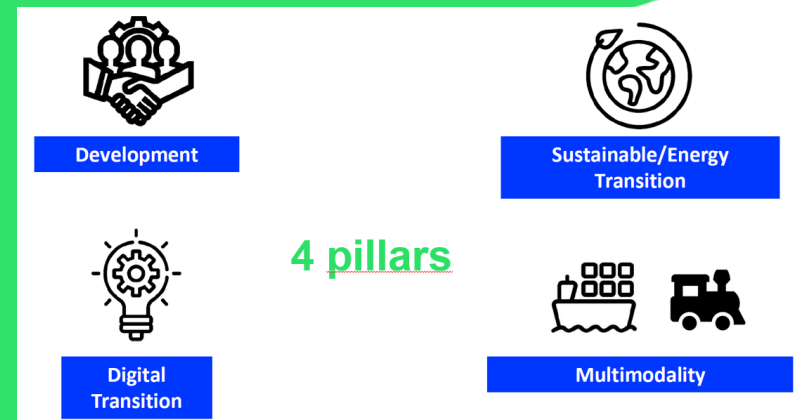 Development
Sustainable/Energy
Transition
4 pillars
Digital
Transition
Multimodality